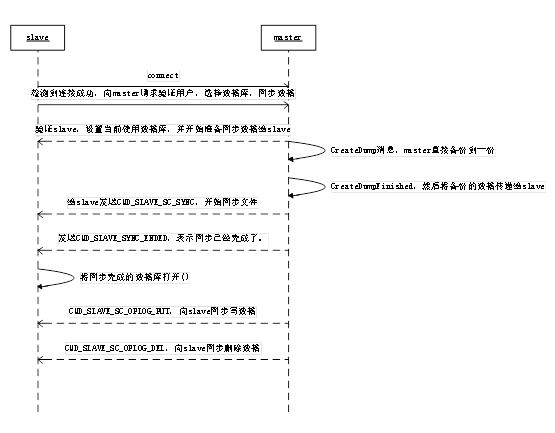 slave
master
connect
检测到连接成功, 向master请求验证用户, 选择数据库, 同步数据
验证slave, 设置当前使用数据库, 并开始准备同步数据给slave
CreateDump消息, master直接备份到一份
CreateDumpFinished, 然后将备份的数据传递给slave
给slave发送CMD_SLAVE_SC_SYNC, 开始同步文件
发送CMD_SLAVE_SYNC_ENDED, 表示同步已经完成了。
将同步完成的数据库打开()
CMD_SLAVE_SC_OPLOG_PUT, 向slave同步写数据
CMD_SLAVE_SC_OPLOG_DEL, 向slave同步删除数据